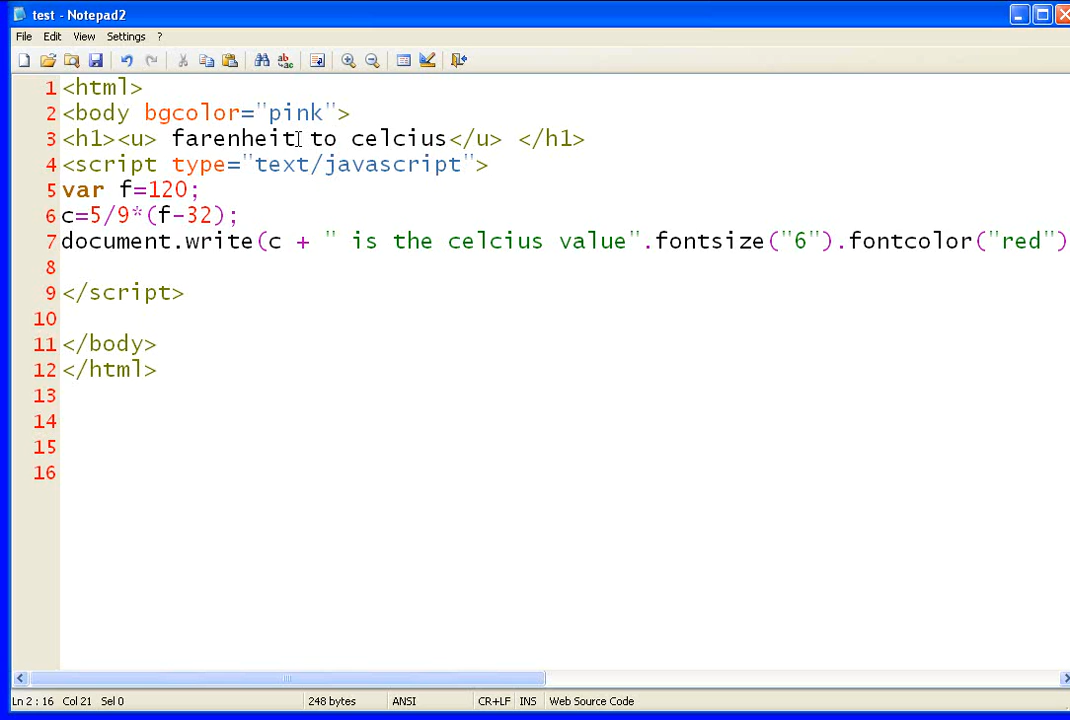 test - Notepad2
File Edit View Settings ?
1 <html>
2 <body bgcolor="pink">
3 <h1><u> farenheit to celcius</u> </h1>
4 <script type="text/javascript">
5 var f=120;
6 c=5/9*(f-32);
7 document.write(c + " is the celcius value".fontsize("6").fontcolor("red")
8
9 </script>
10
11 </body>
12 </html>
13
14
15
16
Ln 2 : 16 Col 21 Sel 0 248 bytes ANSI CR+LF INS Web Source Code